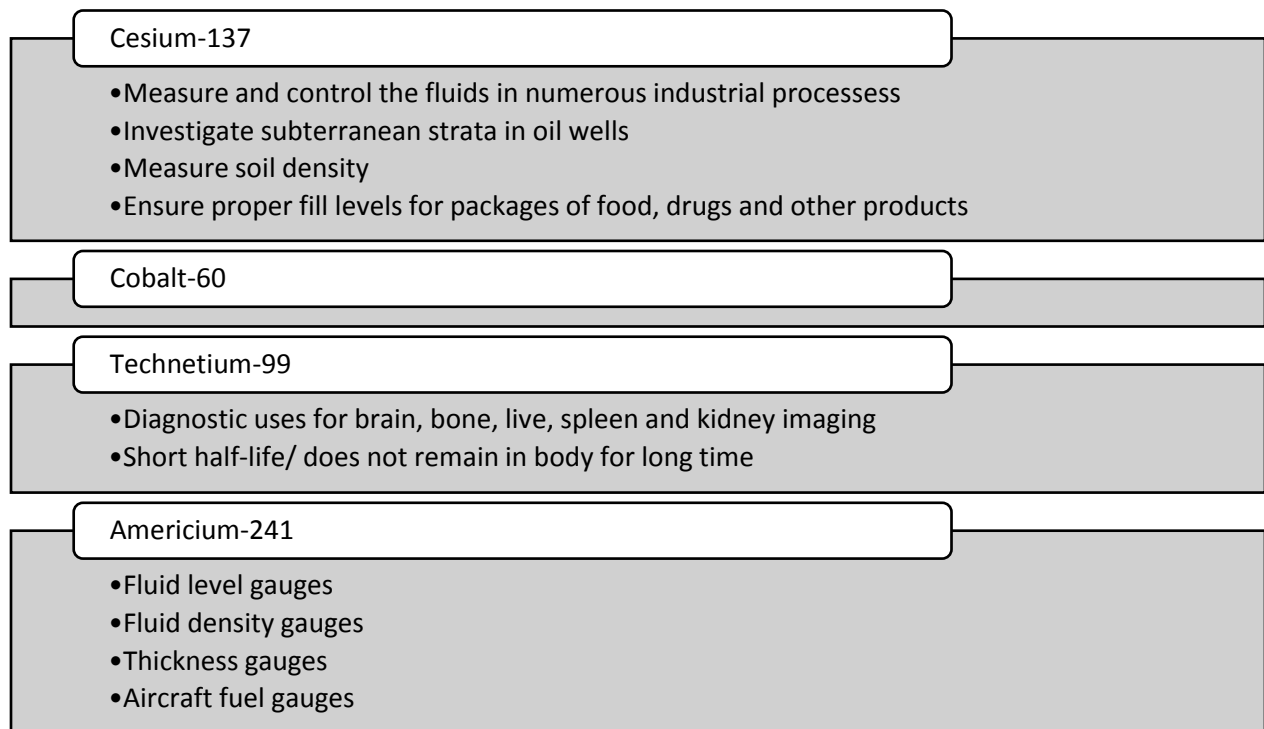 Cesium-137
•Measure and control the fluids in numerous industrial processess
•Investigate subterranean strata in oil wells
•Measure soil density
•Ensure proper fill levels for packages of food, drugs and other products
Cobalt-60
Technetium-99
•Diagnostic uses for brain, bone, live, spleen and kidney imaging
•Short half-life/ does not remain in body for long time
Americium-241
•Fluid level gauges
•Fluid density gauges
•Thickness gauges
•Aircraft fuel gauges